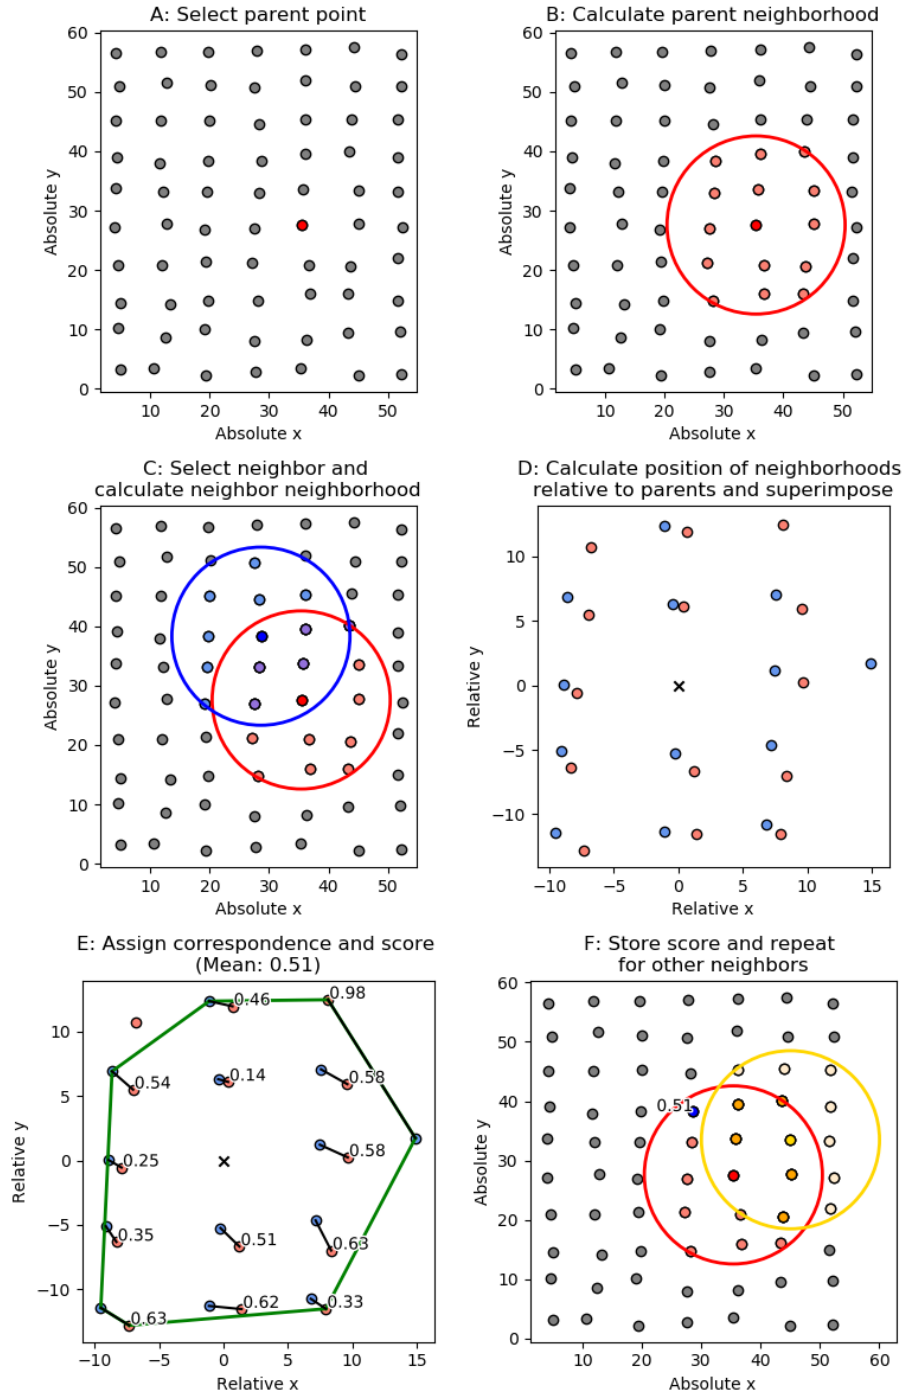 A: Select parent point
60
50
40
30
20
10
0
Absolute y
10 20 30 40 50
Absolute x
B: Calculate parent neighborhood
60
50
40
30
20
10
0
Absolute y
10 20 30 40 50
Absolute x
C: Select neighbor and
calculate neighbor neighborhood
60
50
40
30
20
10
0
Absolute y
10 20 30 40 50
Absolute x
D: Calculate position of neighborhoods
relative to parents and superimpose
10
5
0
−5
−10
Relative y
−10 −5 0 5 10 15
Relative x
E: Assign correspondence and score
(Mean: 0.51)
10
5
0
−5
−10
Relative y
0.46
0.98
0.54
0.14
0.58
0.25
0.58
0.35
0.51
0.63
0.63
0.62
0.33
−10 −5 0 5 10 15
Relative x
F: Store score and repeat
for other neighbors
60
50
40
30
20
10
0
Absolute y
0.51
10 20 30 40 50 60
Absolute x